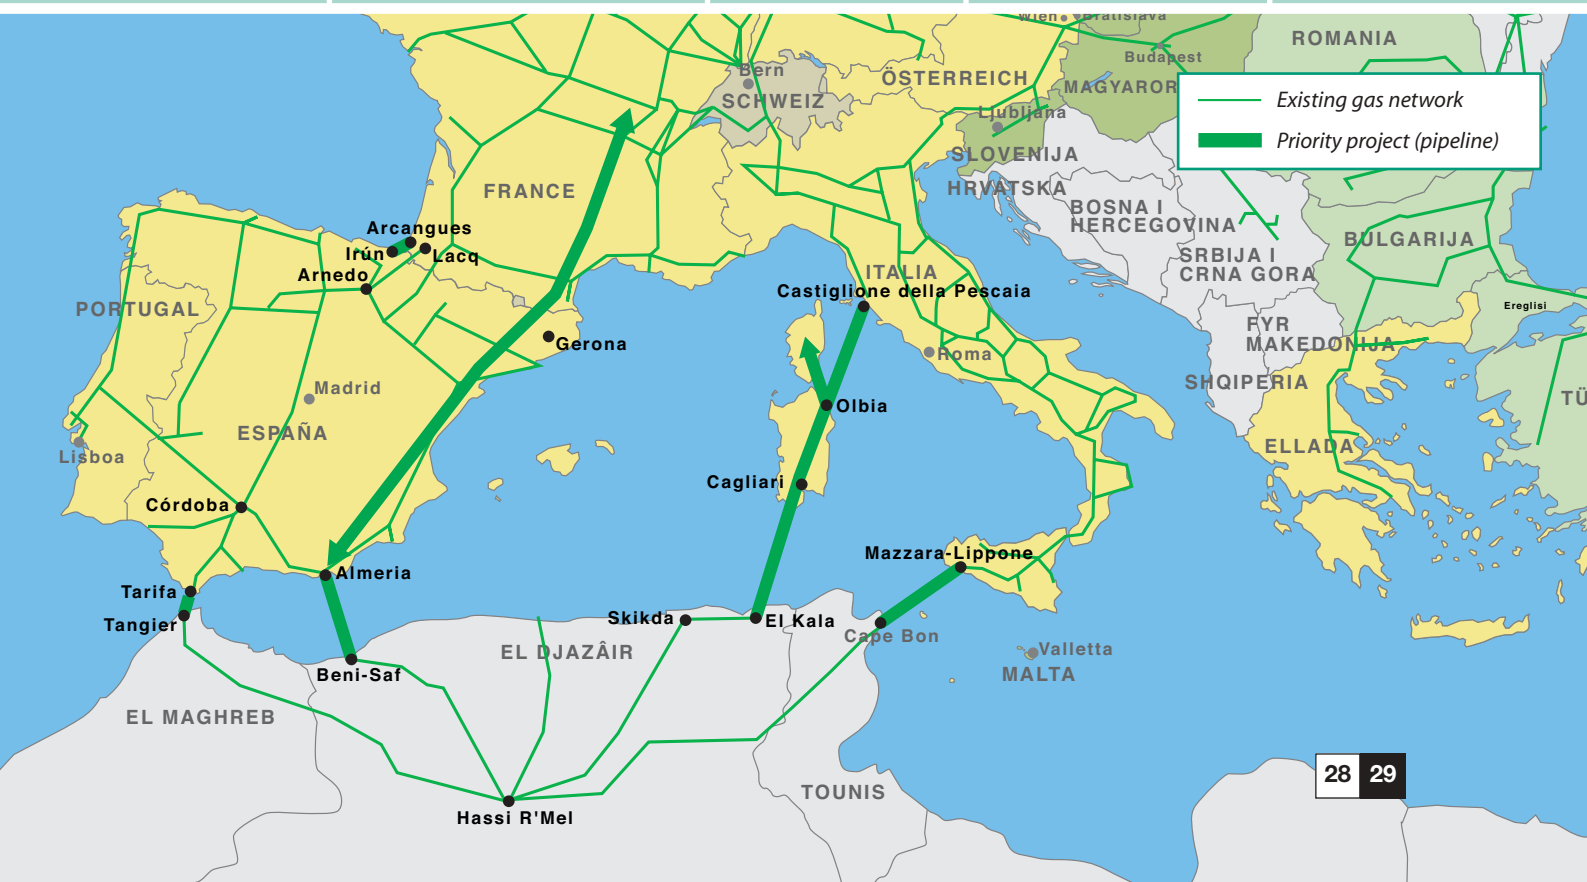 Wien
Bratislava
ROMANIA
Budapest
Bern
ÖSTERREICH
MAGYAROR
SCHWEIZ
Existing gas network
Ljubljana
Priority project (pipeline)
SLOVENIJA
HRVATSKA
FRANCE
BOSNA I
HERCEGOVINA
Arcangues
Irún
Lacq
BULGARIJA
SRBIJA I
CRNA GORA
Arnedo
ITALIA
Castiglione della Pescaia
PORTUGAL
Ereglisi
FYR
MAKEDONIJA
Gerona
Roma
SHQIPERIA
Madrid
TÜ
Olbia
ESPAÑA
ELLADA
Lisboa
Cagliari
Córdoba
Mazzara-Lippone
Almeria
Tarifa
Tangier
Skikda
El Kala
Cape Bon
EL DJAZÂIR
Valletta
MALTA
Beni-Saf
EL MAGHREB
28 29
TOUNIS
Hassi R'Mel